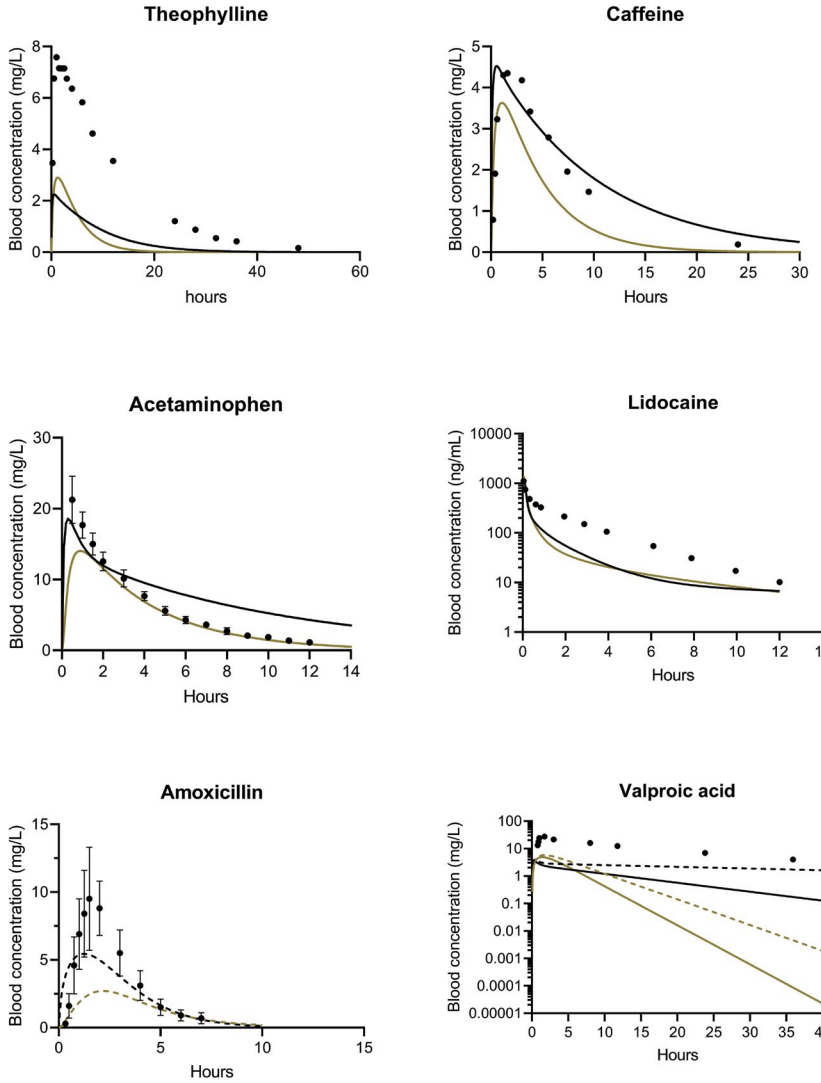 Theophylline
Blood concentration (mg/L)
8
6
4
2
0
0 20 40 60
hours
Caffeine
Blood concentration (mg/L)
5
4
3
2
1
0
0 5 10 15 20 25 30
Hours
Acetaminophen
Blood concentration (mg/L)
30
20
10
0
0 2 4 6 8 10 12 14
Hours
Lidocaine
Blood concentration (ng/mL)
10000
1000
100
10
1
0 2 4 6 8 10 12
Hours
Amoxicillin
Blood concentration (mg/L)
15
10
5
0
0 5 10 15
Hours
Valproic acid
Blood concentration (mg/L)
100
10
1
0.1
0.01
0.001
0.0001
0.00001
0 5 10 15 20 25 30 35
Hours